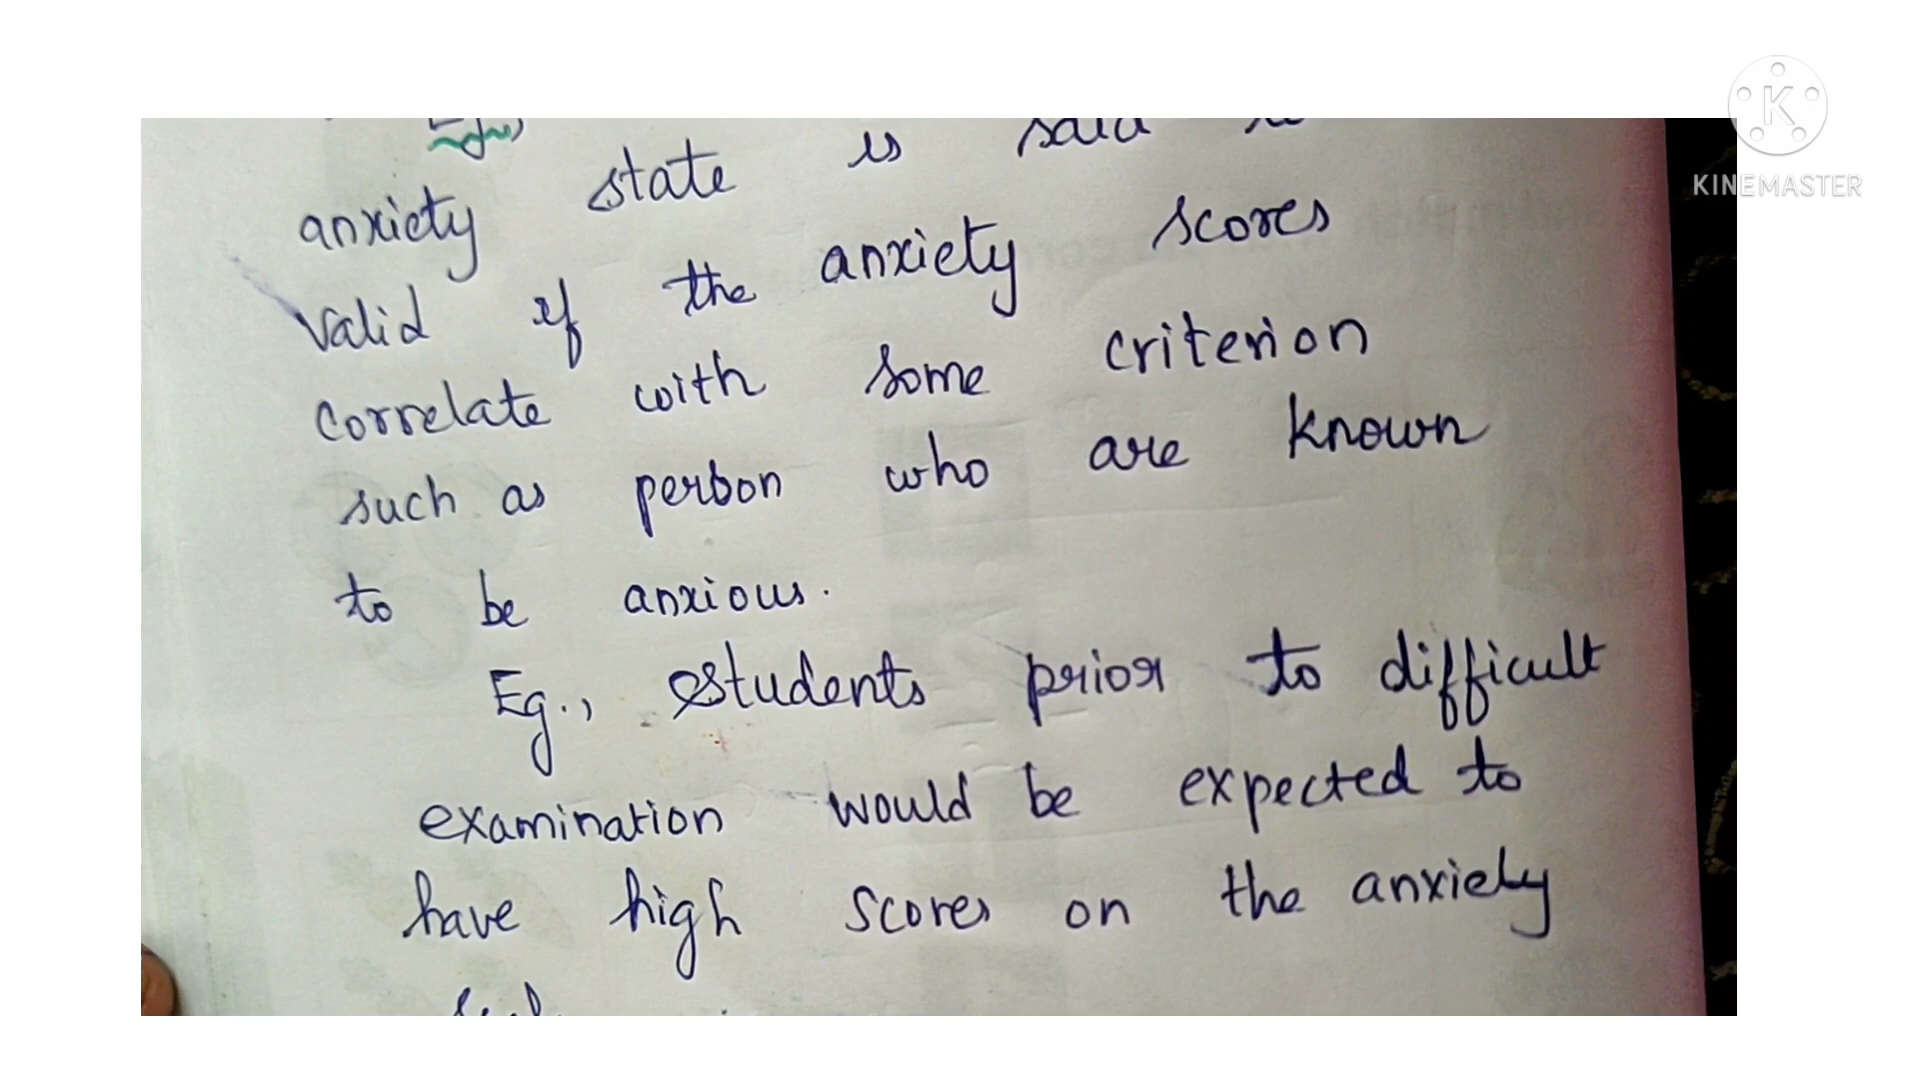 anxiety state is said to
valid if the anxiety scores
correlate with some criterion
such as person who are known
to be anxious.
Eg., students prior to difficult
examination would be expected to
have high scores on the anxiety
K
KINEMASTER